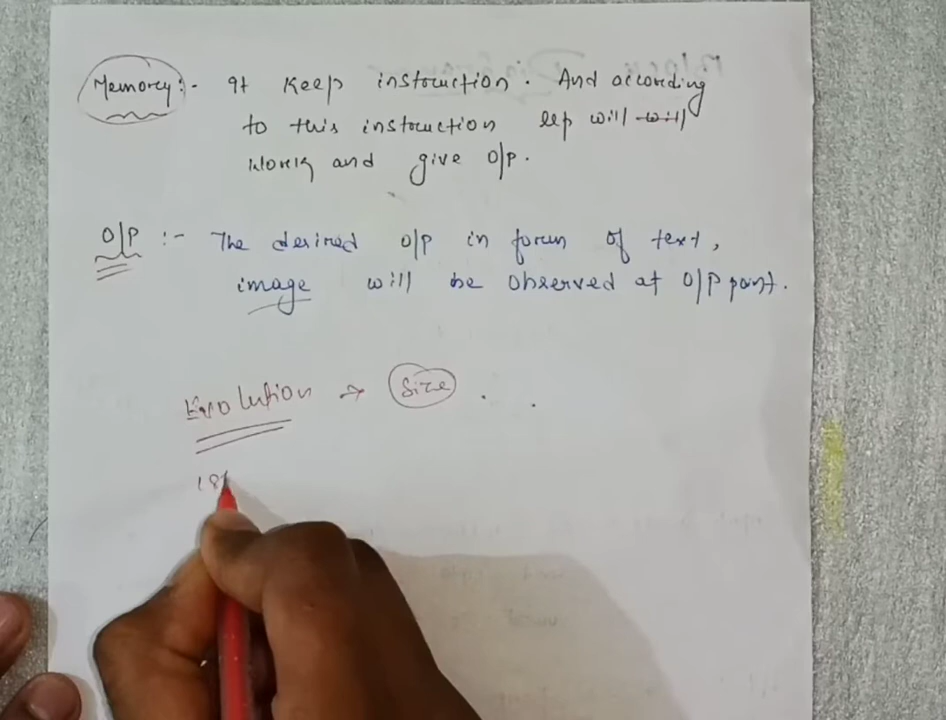 Memory:- It Keep instruction. And according
to this instruction up will will
work and give O/P.
O/P :- The desired O/P in form of text,
image will be observed at O/P point.
Evolution → Size . .
18